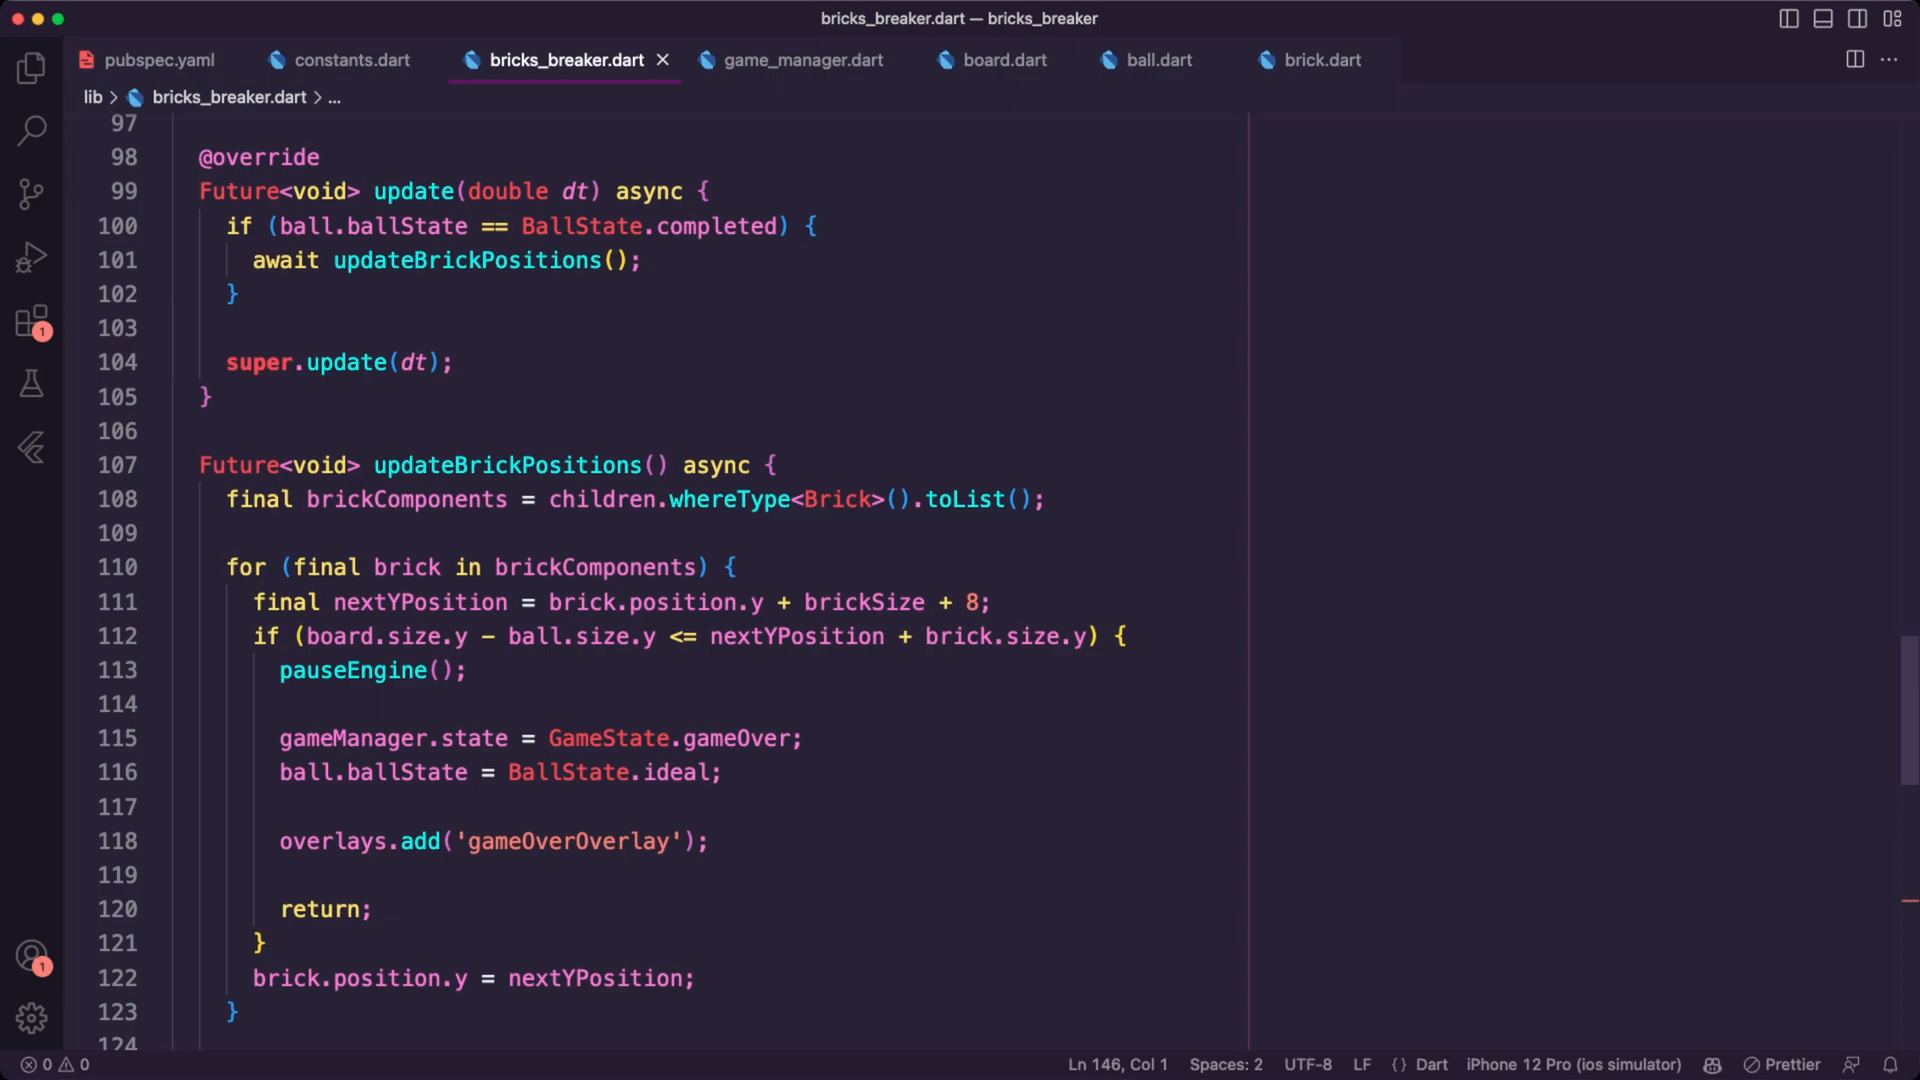 bricks_breaker.dart — bricks_breaker
pubspec.yaml constants.dart bricks_breaker.dart game_manager.dart board.dart ball.dart brick.dart
lib > bricks_breaker.dart > ...
97
98 @override
99 Future<void> update(double dt) async {
100 if (ball.ballState == BallState.completed) {
101 await updateBrickPositions();
102 }
103
104 super.update(dt);
105 }
106
107 Future<void> updateBrickPositions() async {
108 final brickComponents = children.whereType<Brick>().toList();
109
110 for (final brick in brickComponents) {
111 final nextYPosition = brick.position.y + brickSize + 8;
112 if (board.size.y - ball.size.y <= nextYPosition + brick.size.y) {
113 pauseEngine();
114
115 gameManager.state = GameState.gameOver;
116 ball.ballState = BallState.ideal;
117
118 overlays.add('gameOverOverlay');
119
120 return;
121 }
122 brick.position.y = nextYPosition;
123 }
124
1
1
0 0 Ln 146, Col 1 Spaces: 2 UTF-8 LF {} Dart iPhone 12 Pro (ios simulator) Prettier